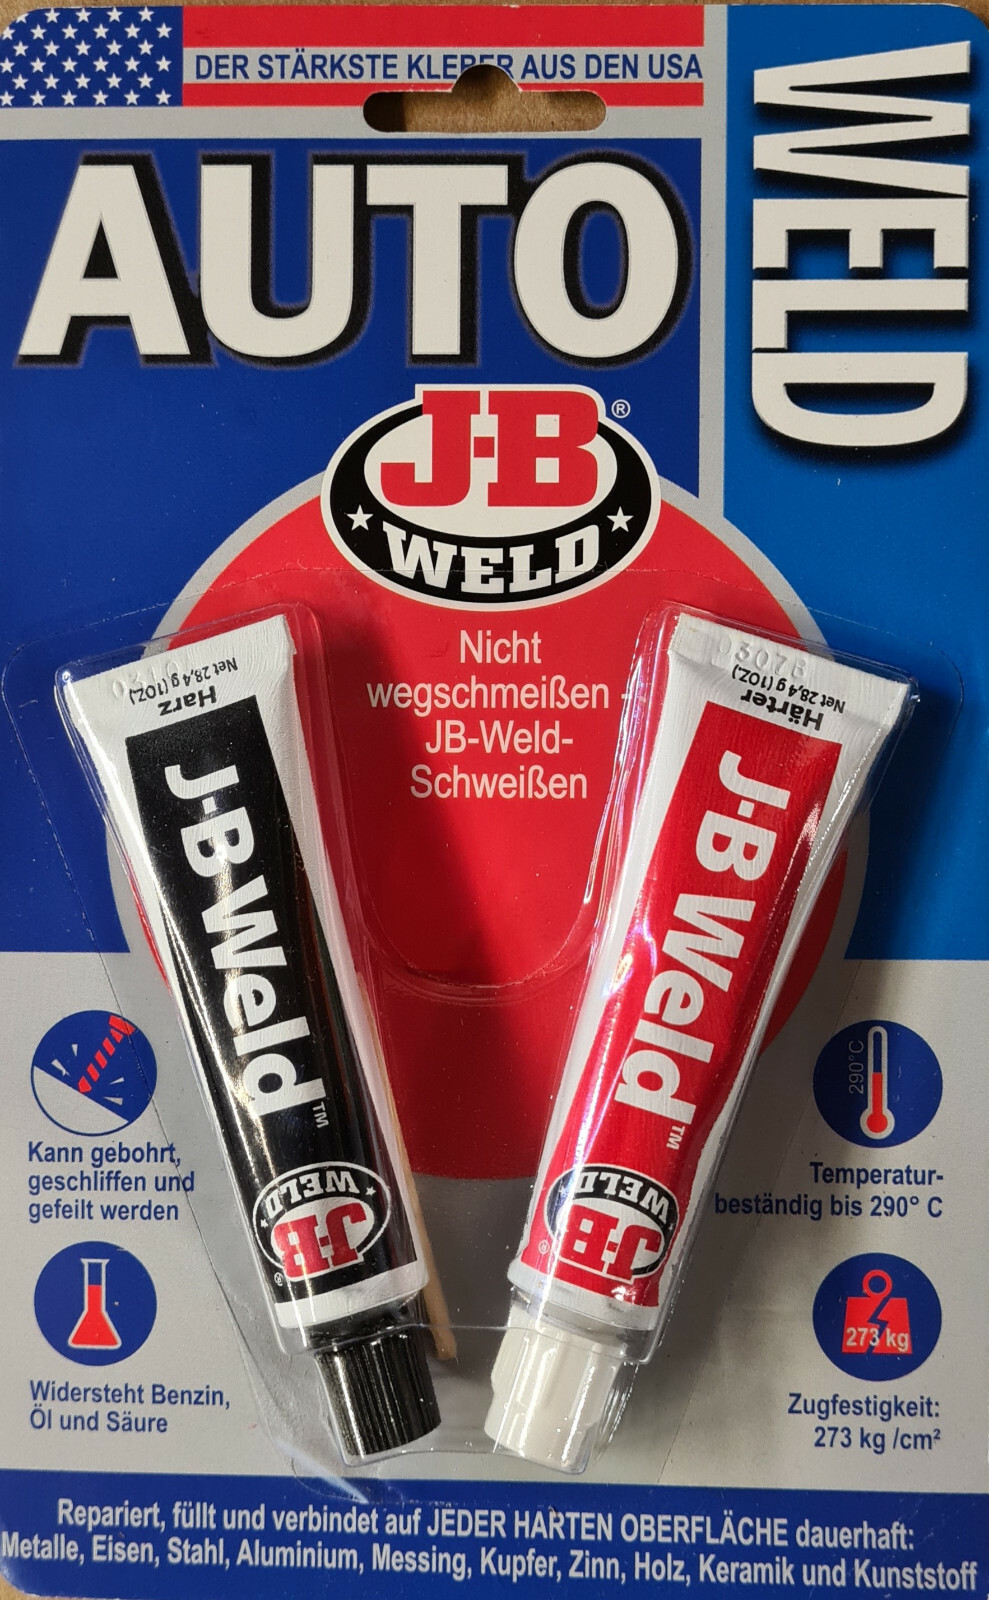 DER STÄRKSTE KLEBER AUS DEN USA
AUTO
WELD
J-B®
WELD
Nicht
wegschmeißen -
JB-Weld-
Schweißen
Net 28,4 g (1OZ.)
Harz
J-B Weld™
J-B®
WELD
03078
Net 28,4 g (1OZ.)
Härter
J-B Weld™
J-B®
WELD
Kann gebohrt,
geschliffen und
gefeilt werden
290°C
Temperatur-
beständig bis 290° C
Widersteht Benzin,
Öl und Säure
273 kg
Zugfestigkeit:
273 kg /cm²
Repariert, füllt und verbindet auf JEDER HARTEN OBERFLÄCHE dauerhaft:
Metalle, Eisen, Stahl, Aluminium, Messing, Kupfer, Zinn, Holz, Keramik und Kunststoff